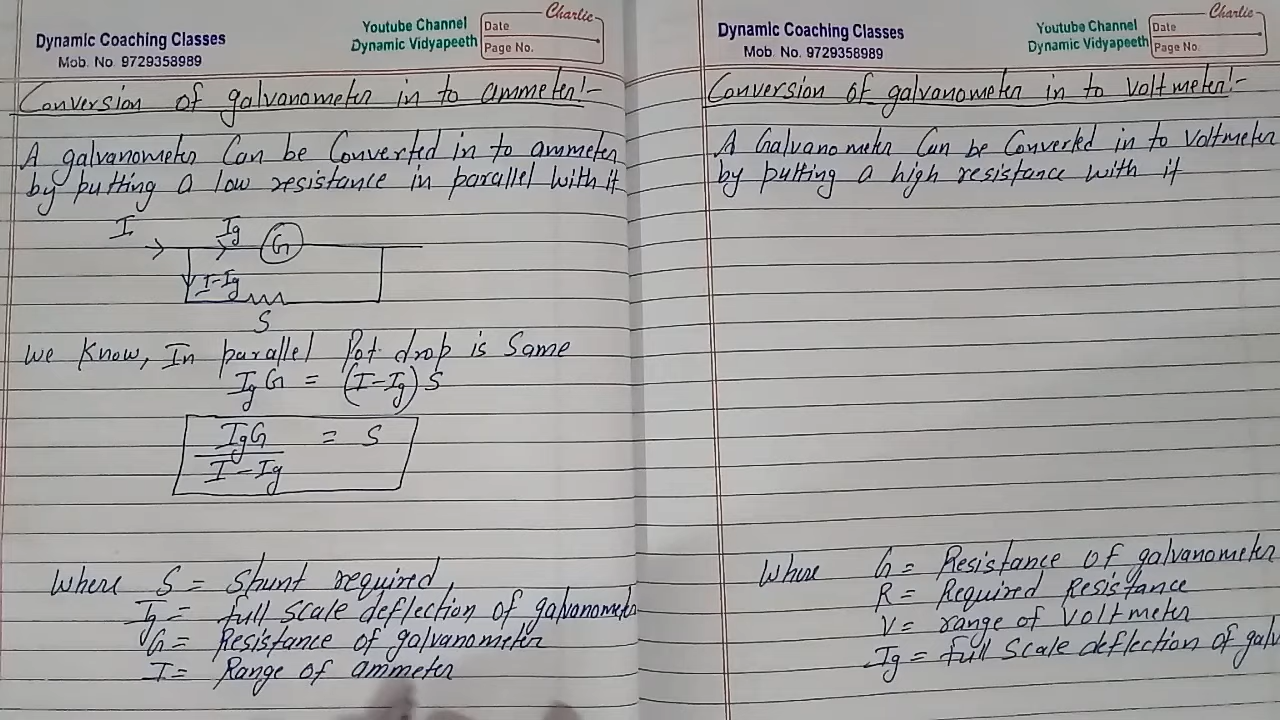 Dynamic Coaching Classes
Mob. No. 9729358989
Youtube Channel
Dynamic Vidyapeeth
Charlie
Date
Page No.
Conversion of galvanometer in to ammeter!-
A galvanometer Can be Converted in to ammeter
by putting a low resistance in parallel with it
I Ig G
I-Ig
S
We Know, In parallel Pot drop is Same
IgG = (I-Ig) S
IgG / I-Ig = S
Where S = Shunt required
Ig = full scale deflection of galvanometer
G = Resistance of galvanometer
I = Range of ammeter
Dynamic Coaching Classes
Mob. No. 9729358989
Youtube Channel
Dynamic Vidyapeeth
Charlie
Date
Page No.
Conversion of galvanometer in to voltmeter!-
A Galvanometer Can be Converted in to Voltmeter
by putting a high resistance with it
Where G = Resistance of galvanometer
R = Required Resistance
V = range of Voltmeter
Ig = full Scale deflection of galv